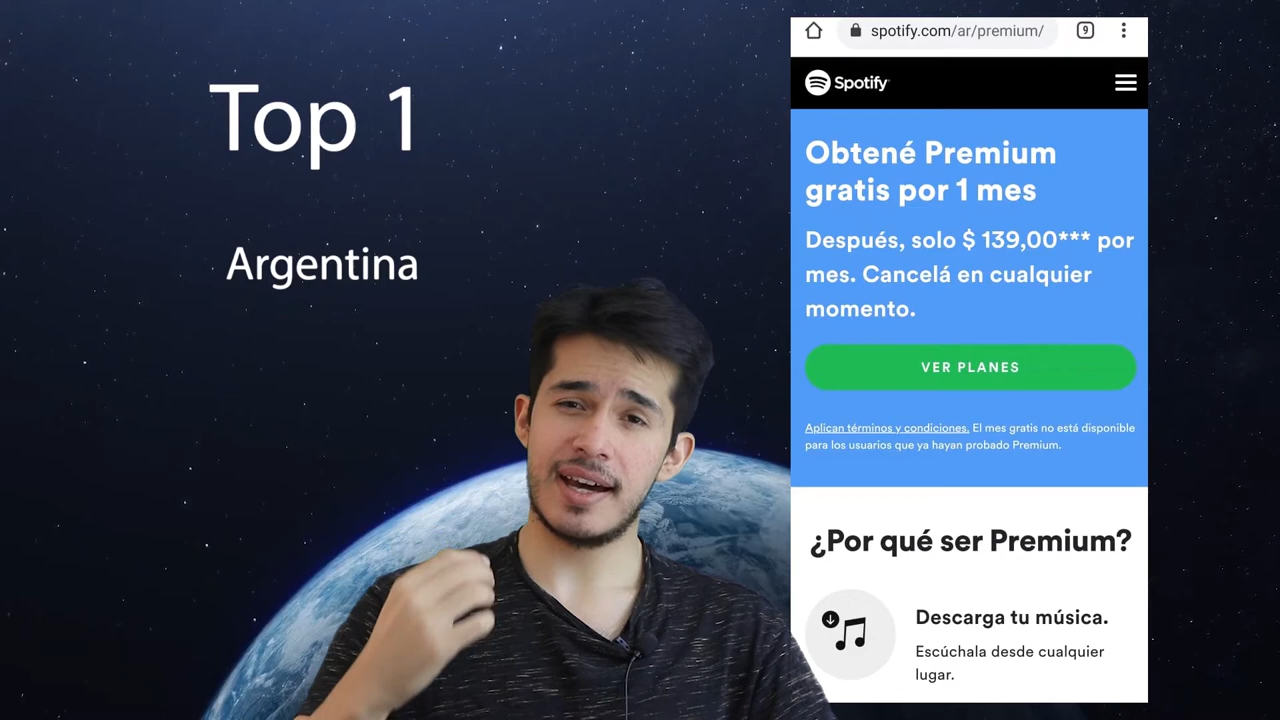 Top 1
Argentina
spotify.com/ar/premium/
9
Spotify
Obtené Premium
gratis por 1 mes
Después, solo $ 139,00*** por
mes. Cancelá en cualquier
momento.
VER PLANES
Aplican términos y condiciones. El mes gratis no está disponible
para los usuarios que ya hayan probado Premium.
¿Por qué ser Premium?
Descarga tu música.
Escúchala desde cualquier
lugar.